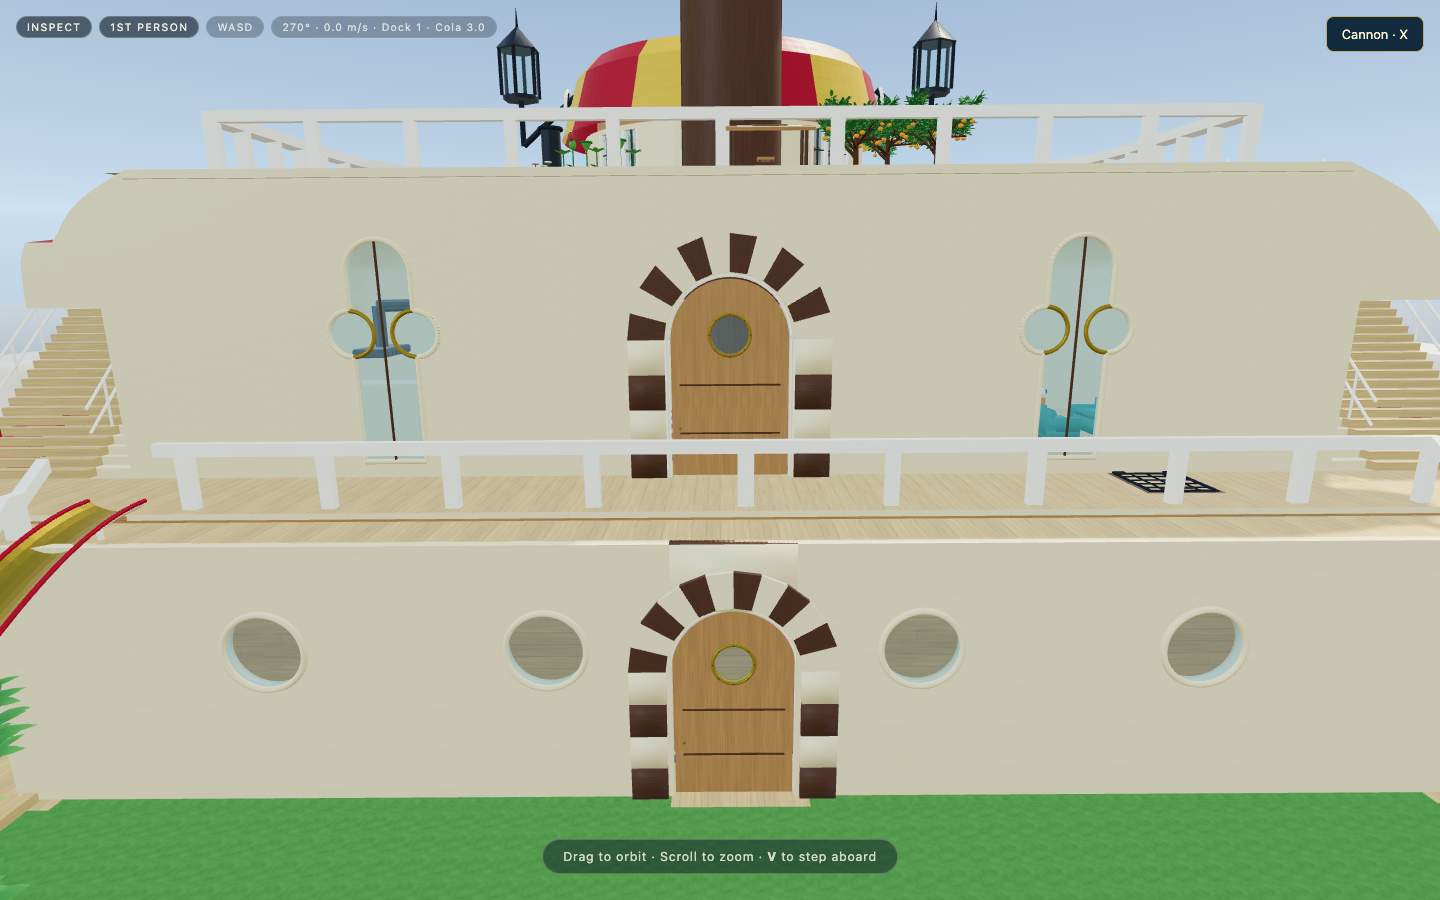 INSPECT
1ST PERSON
WASD
270° · 0.0 m/s · Dock 1 · Cola 3.0
Cannon · X
Drag to orbit · Scroll to zoom · V to step aboard